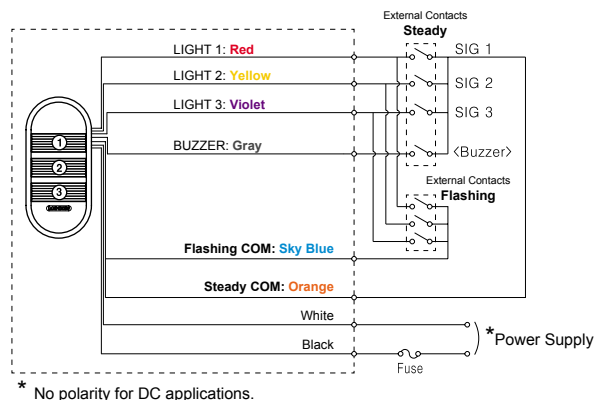 External Contacts
Steady
LIGHT 1: Red
SIG 1
LIGHT 2: Yellow
SIG 2
LIGHT 3: Violet
SIG 3
BUZZER: Gray
<Buzzer>
1
2
3
External Contacts
Flashing
Flashing COM: Sky Blue
Steady COM: Orange
White
*Power Supply
Black
Fuse
* No polarity for DC applications.